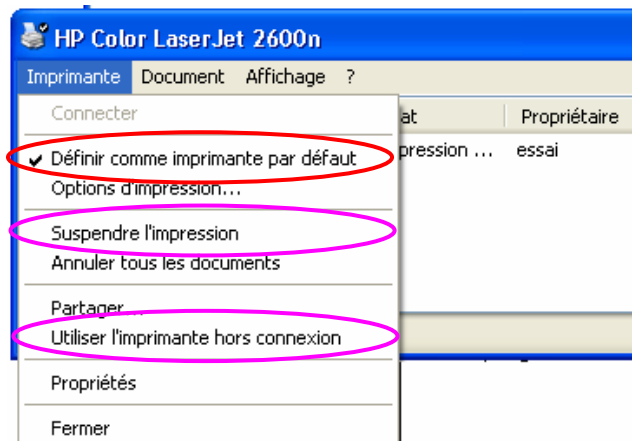 HP Color LaserJet 2600n
Imprimante Document Affichage ?
Connecter
at Propriétaire
Définir comme imprimante par défaut
pression ... essai
Options d'impression...
Suspendre l'impression
Annuler tous les documents
Partager...
Utiliser l'imprimante hors connexion
Propriétés
Fermer